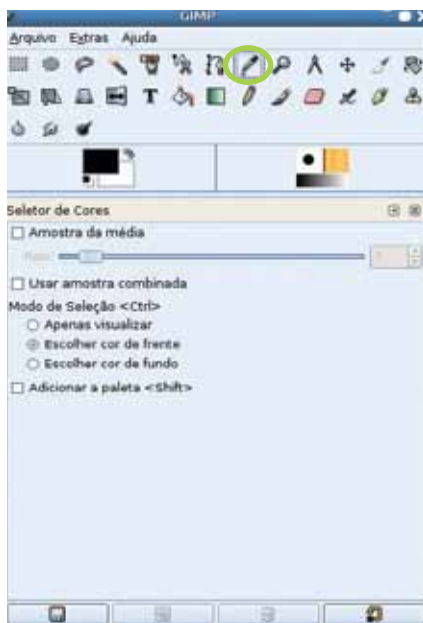 GIMP
Arquivo Extras Ajuda
Seletor de Cores
Amostra da média
Usar amostra combinada
Modo de Seleção <Ctrl>
Apenas visualizar
Escolher cor de frente
Escolher cor de fundo
Adicionar a paleta <Shift>